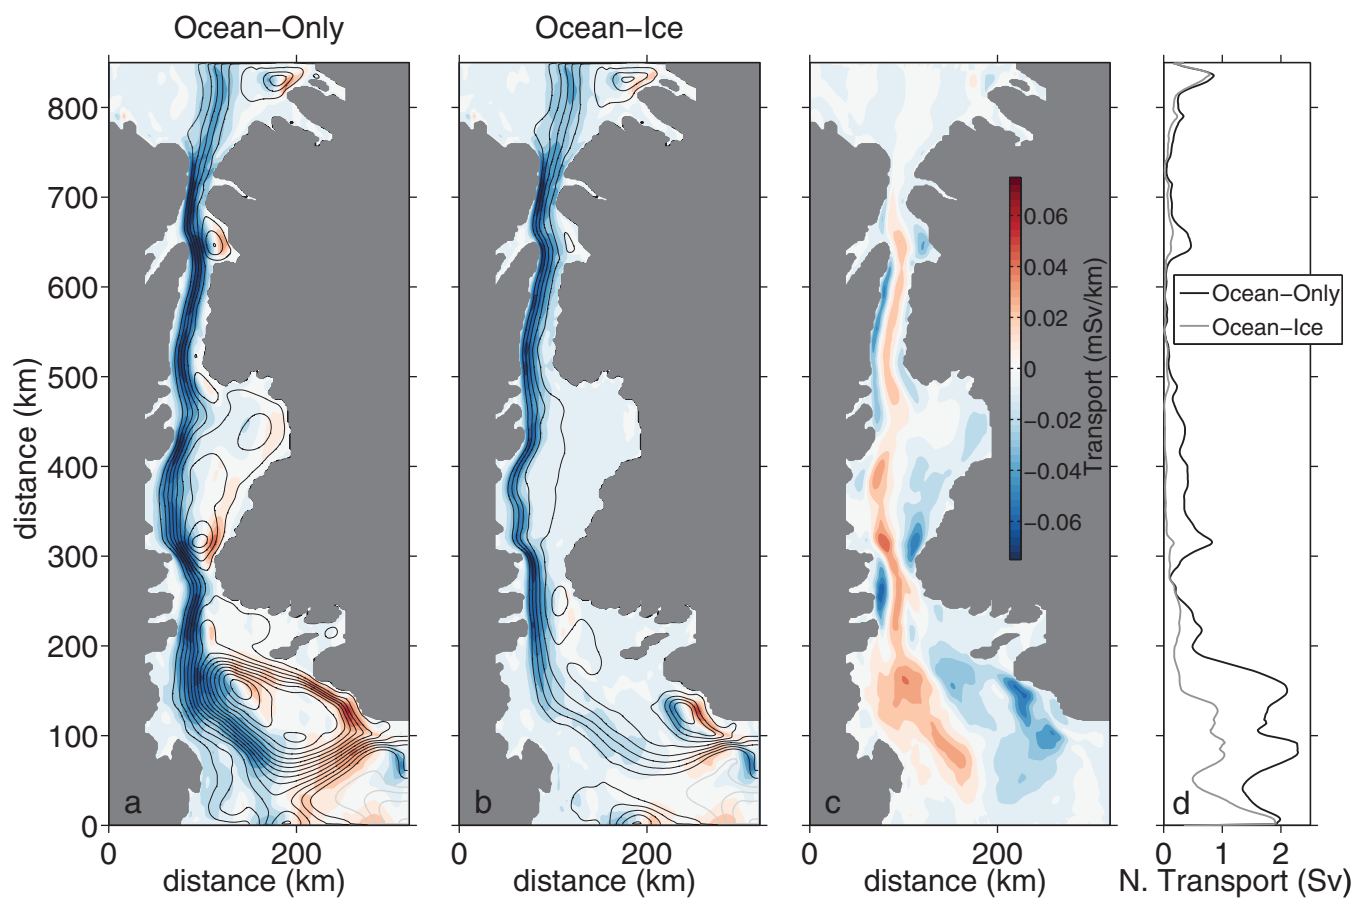 Ocean−Only
Ocean−Ice
800
700
600
500
400
300
200
100
0
distance (km)
a
b
c
d
0.06
0.04
0.02
0
−0.02
−0.04
−0.06
Transport (mSv/km)
Ocean−Only
Ocean−Ice
0
200
0
200
0
200
0
1
2
distance (km)
distance (km)
distance (km)
N. Transport (Sv)